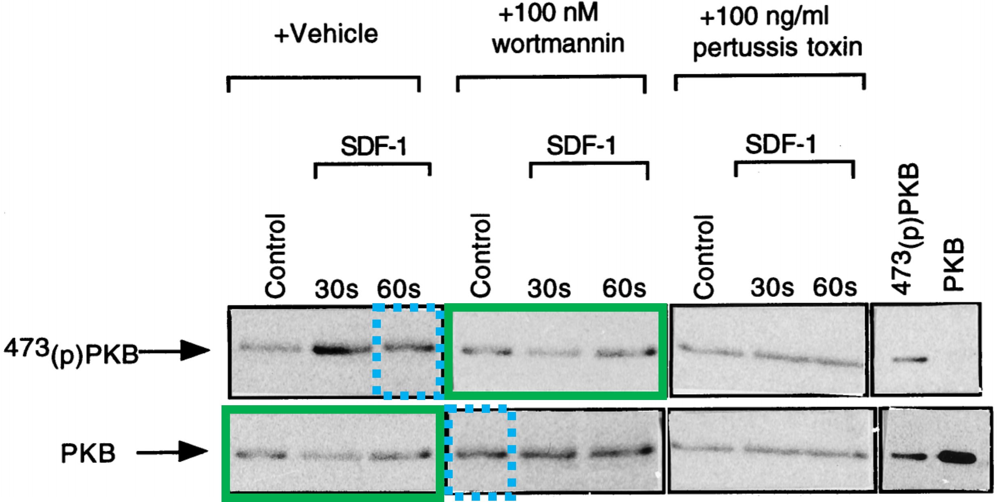 +Vehicle
+100 nM
wortmannin
+100 ng/ml
pertussis toxin
SDF-1
SDF-1
SDF-1
Control
30s
60s
Control
30s
60s
Control
30s
60s
473(p)PKB
PKB
473(p)PKB
PKB